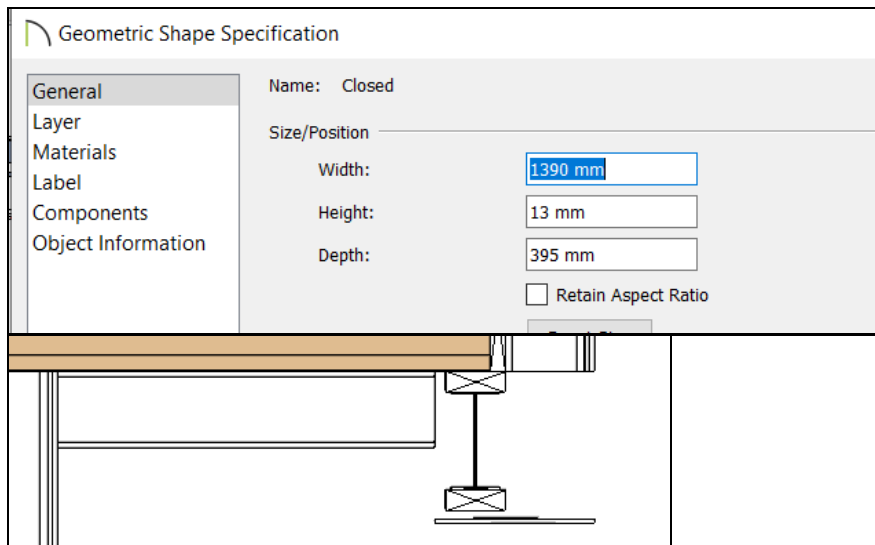 Geometric Shape Specification
General
Layer
Materials
Label
Components
Object Information
Name: Closed
Size/Position
Width: 1390 mm
Height: 13 mm
Depth: 395 mm
Retain Aspect Ratio